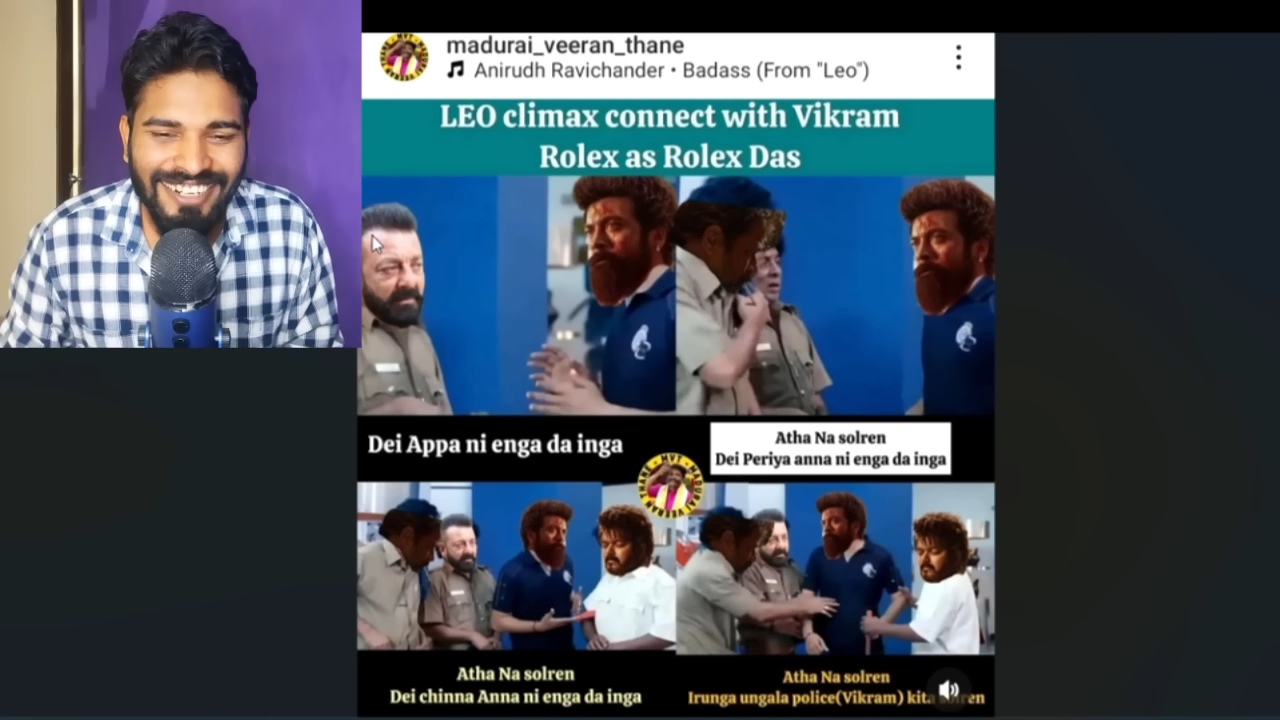 madurai_veeran_thane
Anirudh Ravichander • Badass (From "Leo")
LEO climax connect with Vikram
Rolex as Rolex Das
Dei Appa ni enga da inga
Atha Na solren
Dei Periya anna ni enga da inga
Atha Na solren
Dei chinna Anna ni enga da inga
Atha Na solren
Irunga ungala police(Vikram) kita